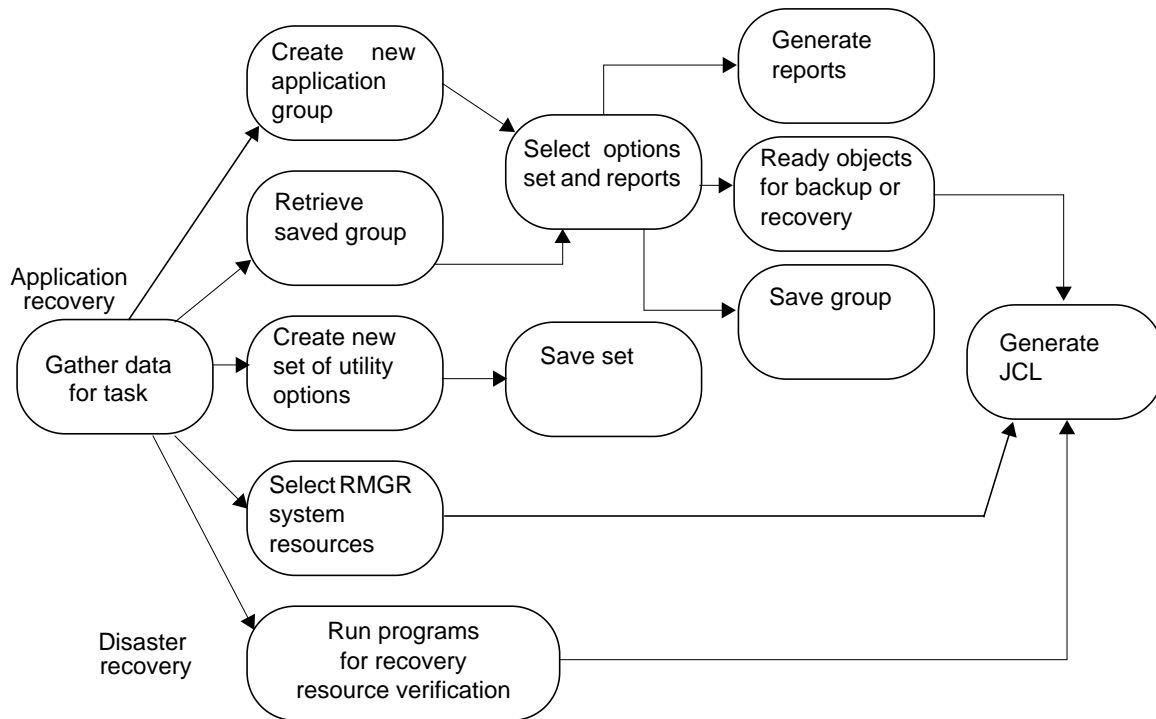 Create new
application
group
Generate
reports
Select options
set and reports
Ready objects
for backup or
recovery
Retrieve
saved group
Application
recovery
Save group
Gather data
for task
Create new
set of utility
options
Save set
Generate
JCL
Select RMGR
system
resources
Disaster
recovery
Run programs
for recovery
resource verification